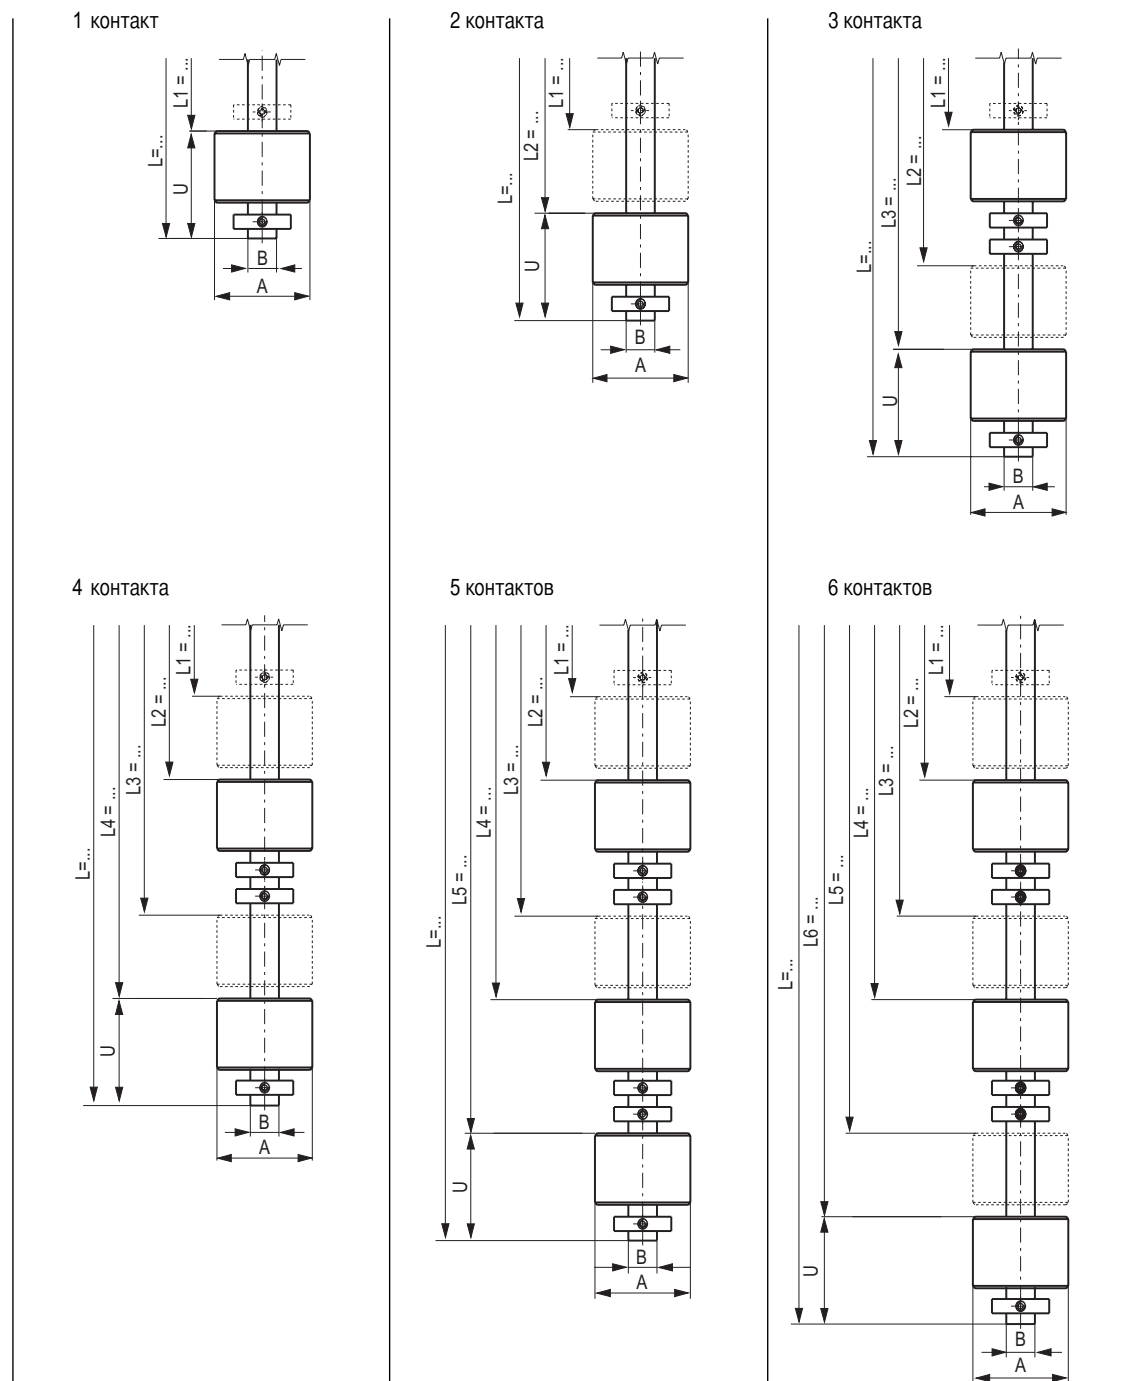 1 контакт
L1 = ...
L=...
U
B
A
2 контакта
L1 = ...
L2 = ...
L=...
U
B
A
3 контакта
L1 = ...
L2 = ...
L3 = ...
L=...
U
B
A
4 контакта
L1 = ...
L2 = ...
L3 = ...
L4 = ...
L=...
U
B
A
5 контактов
L1 = ...
L2 = ...
L3 = ...
L4 = ...
L5 = ...
L=...
U
B
A
6 контактов
L1 = ...
L2 = ...
L3 = ...
L4 = ...
L5 = ...
L6 = ...
L=...
U
B
A